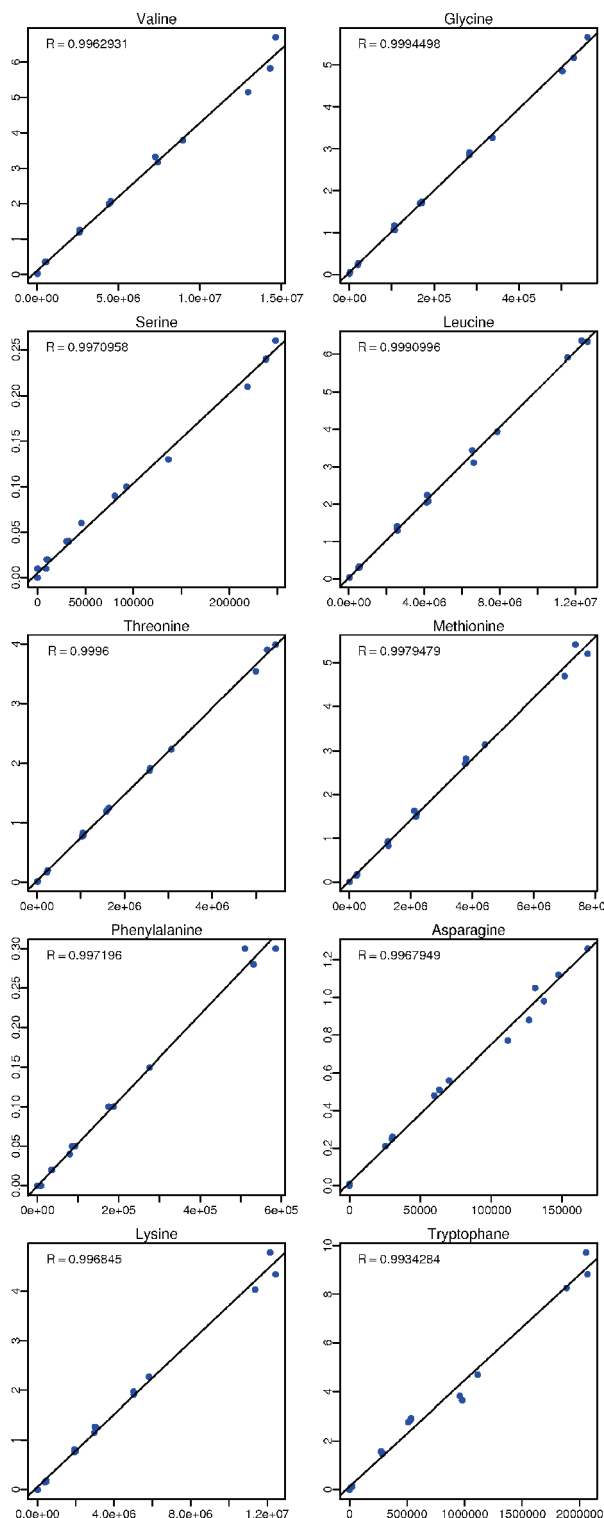 Valine
R = 0.9962931
0 1 2 3 4 5 6
0.0e+00 5.0e+06 1.0e+07 1.5e+07
Glycine
R = 0.9994498
0 1 2 3 4 5
0e+00 2e+05 4e+05
Serine
R = 0.9970958
0.00 0.05 0.10 0.15 0.20 0.25
0 50000 100000 200000
Leucine
R = 0.9990996
0 1 2 3 4 5 6
0.0e+00 4.0e+06 8.0e+06 1.2e+07
Threonine
R = 0.9996
0 1 2 3 4
0e+00 2e+06 4e+06
Methionine
R = 0.9979479
0 1 2 3 4 5
0e+00 2e+06 4e+06 6e+06 8e+06
Phenylalanine
R = 0.997196
0.00 0.05 0.10 0.15 0.20 0.25 0.30
0e+00 2e+05 4e+05 6e+05
Asparagine
R = 0.9967949
0.0 0.2 0.4 0.6 0.8 1.0 1.2
0 50000 100000 150000
Lysine
R = 0.996845
0 1 2 3 4
0.0e+00 4.0e+06 8.0e+06 1.2e+07
Tryptophane
R = 0.9934284
0 2 4 6 8 10
0 500000 1000000 1500000 2000000